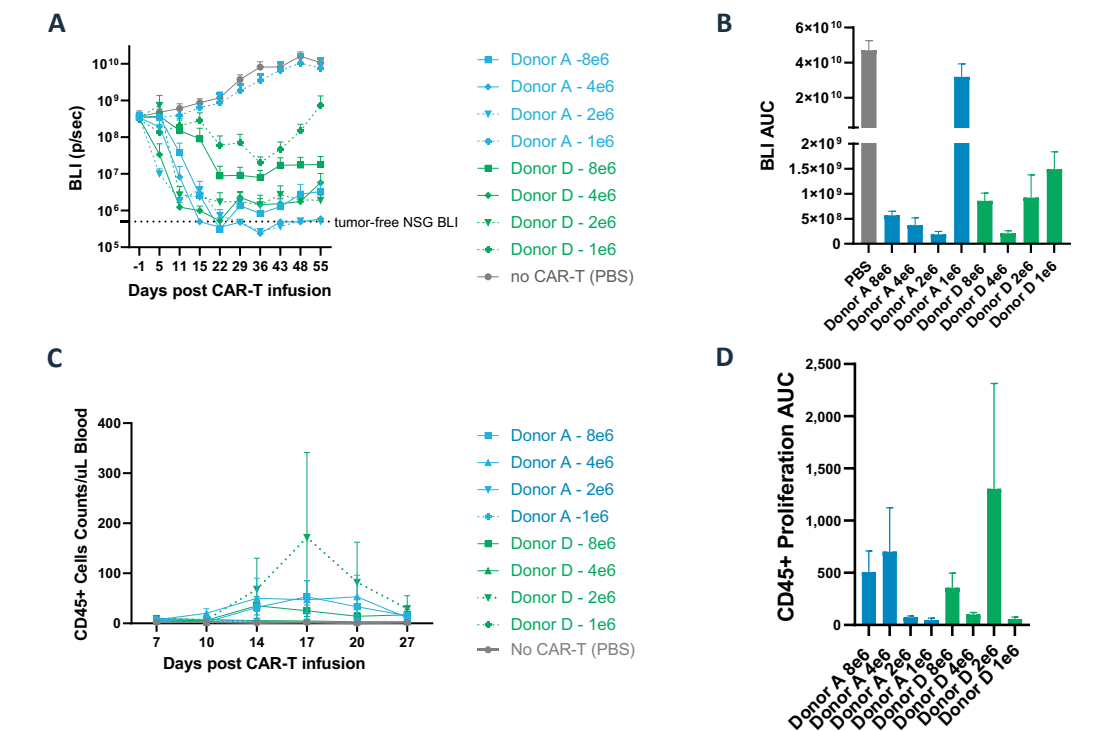 A
BLI (p/sec)
10¹⁰
10⁹
10⁸
10⁷
10⁶
10⁵
tumor-free NSG BLI
-1 5 11 15 22 29 36 43 48 55
Days post CAR-T infusion
Donor A -8e6
Donor A - 4e6
Donor A - 2e6
Donor A - 1e6
Donor D - 8e6
Donor D - 4e6
Donor D - 2e6
Donor D - 1e6
no CAR-T (PBS)
B
BLI AUC
6×10¹⁰
4×10¹⁰
2×10¹⁰
2×10⁹
1×10⁹
1×10⁹
5×10⁸
0
PBS
Donor A 8e6
Donor A 4e6
Donor A 2e6
Donor A 1e6
Donor D 8e6
Donor D 4e6
Donor D 2e6
Donor D 1e6
C
CD45+ Cells Counts/uL Blood
400
300
200
100
0
7 10 14 17 20 27
Days post CAR-T infusion
Donor A - 8e6
Donor A - 4e6
Donor A - 2e6
Donor A -1e6
Donor D - 8e6
Donor D - 4e6
Donor D - 2e6
Donor D - 1e6
No CAR-T (PBS)
D
CD45+ Proliferation AUC
2,500
2,000
1,500
1,000
500
0
Donor A 8e6
Donor A 4e6
Donor A 2e6
Donor A 1e6
Donor D 8e6
Donor D 4e6
Donor D 2e6
Donor D 1e6